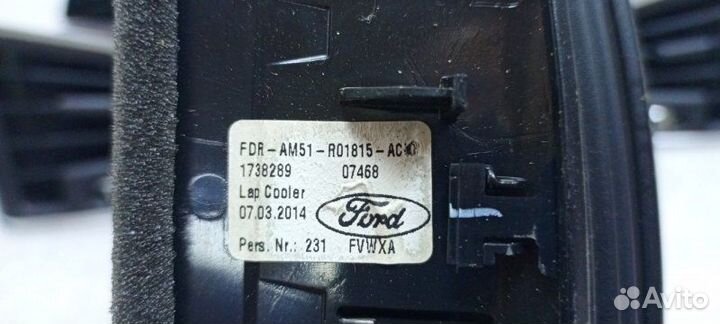 FDR-AM51-R01815-AC
1738289 07468
Lap Cooler
07.03.2014 Ford
Pers. Nr.: 231 FVWXA
Avito